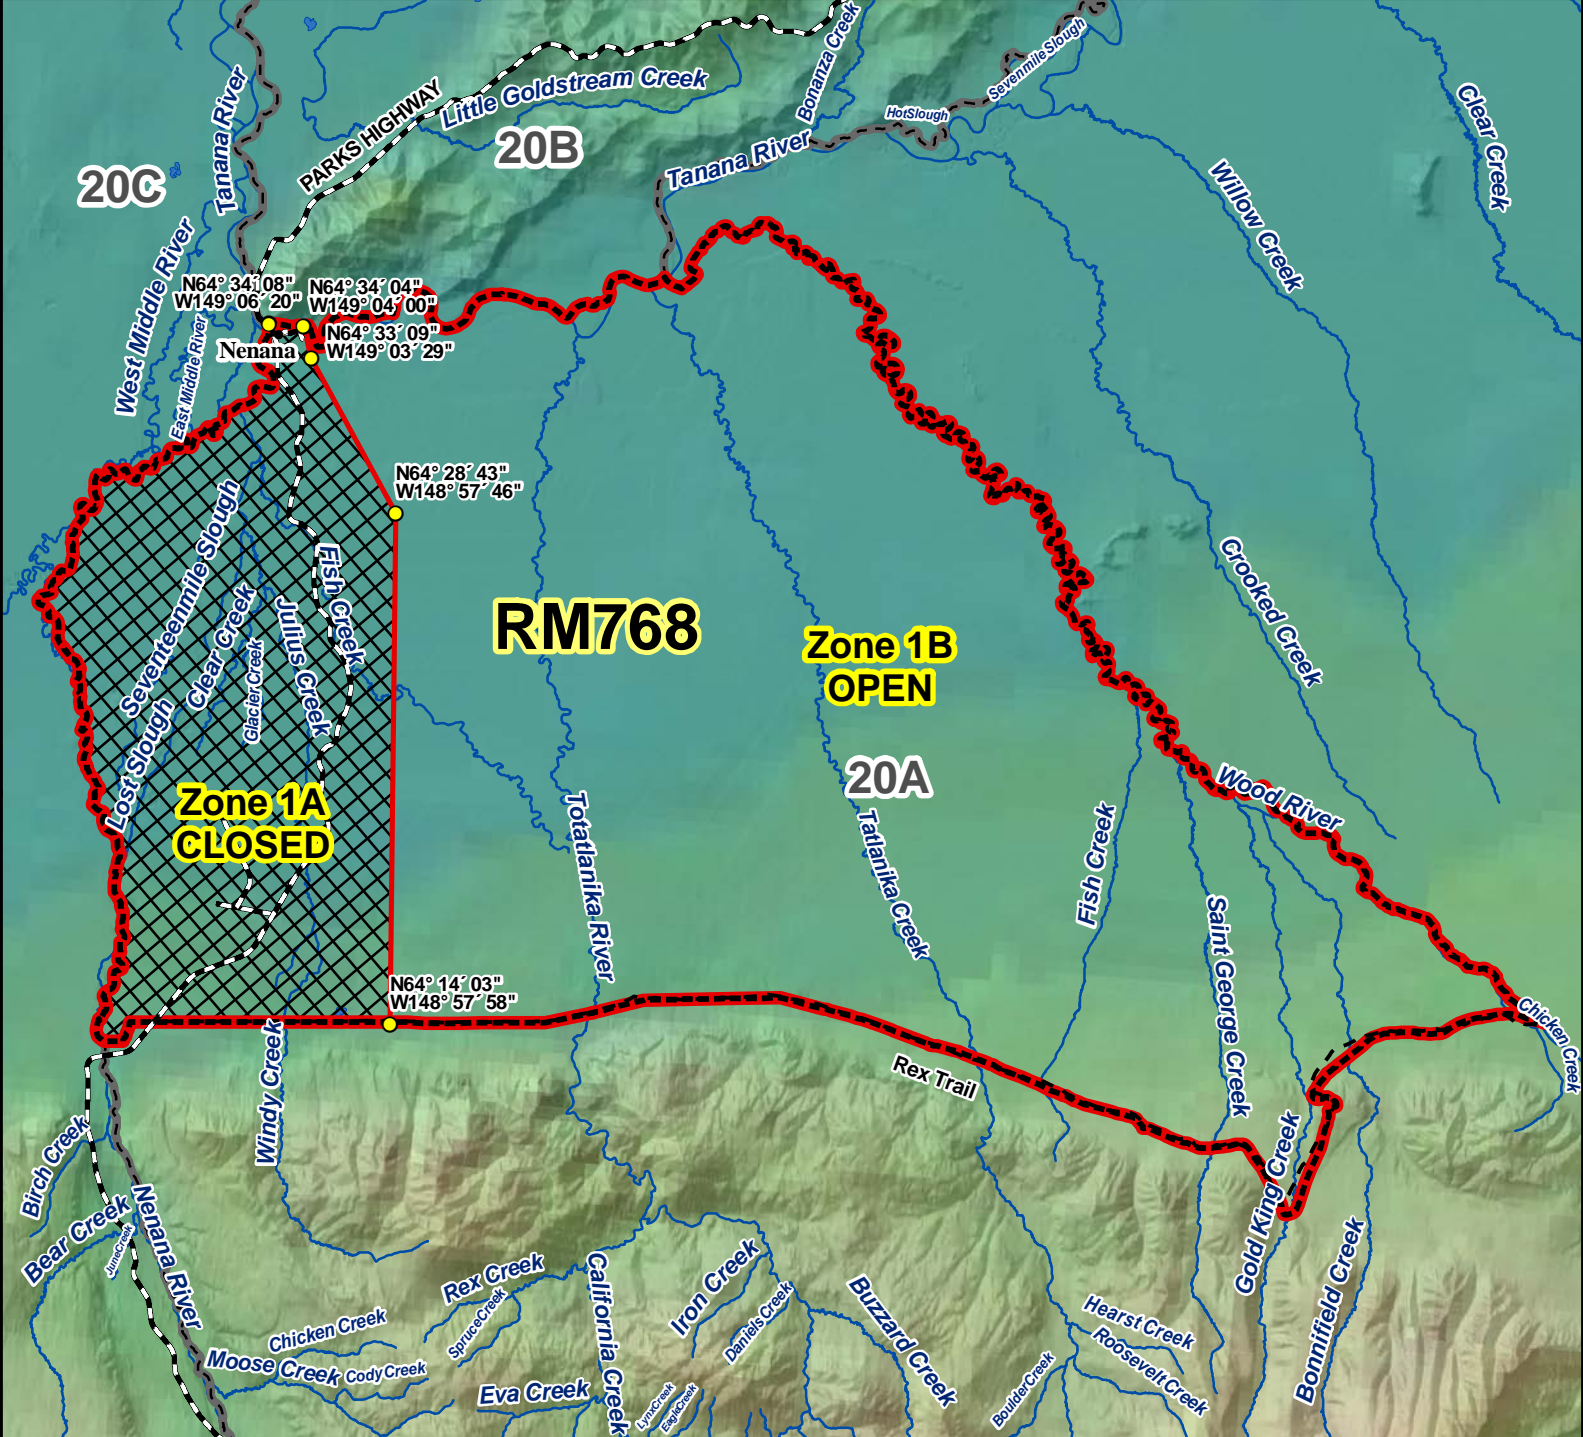 Tanana River
PARKS HIGHWAY
Little Goldstream Creek
Bonanza Creek
Sevenmile Slough
HotSlough
Clear Creek
20B
20C
Tanana River
Willow Creek
West Middle River
East Middle River
N64° 34´ 08"
W149° 06´ 20"
N64° 34´ 04"
W149° 04´ 00"
N64° 33´ 09"
W149° 03´ 29"
Nenana
N64° 28´ 43"
W148° 57´ 46"
Seventeenmile Slough
Fish Creek
Clear Creek
Julius Creek
Glacier Creek
Lost Slough
RM768
Zone 1B
OPEN
Crooked Creek
20A
Zone 1A
CLOSED
Totatlanika River
Tatlanika Creek
Fish Creek
Wood River
Saint George Creek
N64° 14´ 03"
W148° 57´ 58"
Chicken Creek
Rex Trail
Windy Creek
Birch Creek
Bear Creek
JuneCreek
Nenana River
Gold King Creek
Bonnifield Creek
Rex Creek
SpruceCreek
California Creek
Iron Creek
Daniels Creek
Buzzard Creek
Hearst Creek
Roosevelt Creek
BoulderCreek
Chicken Creek
Moose Creek
Cody Creek
Eva Creek
LynxCreek
EagleCreek